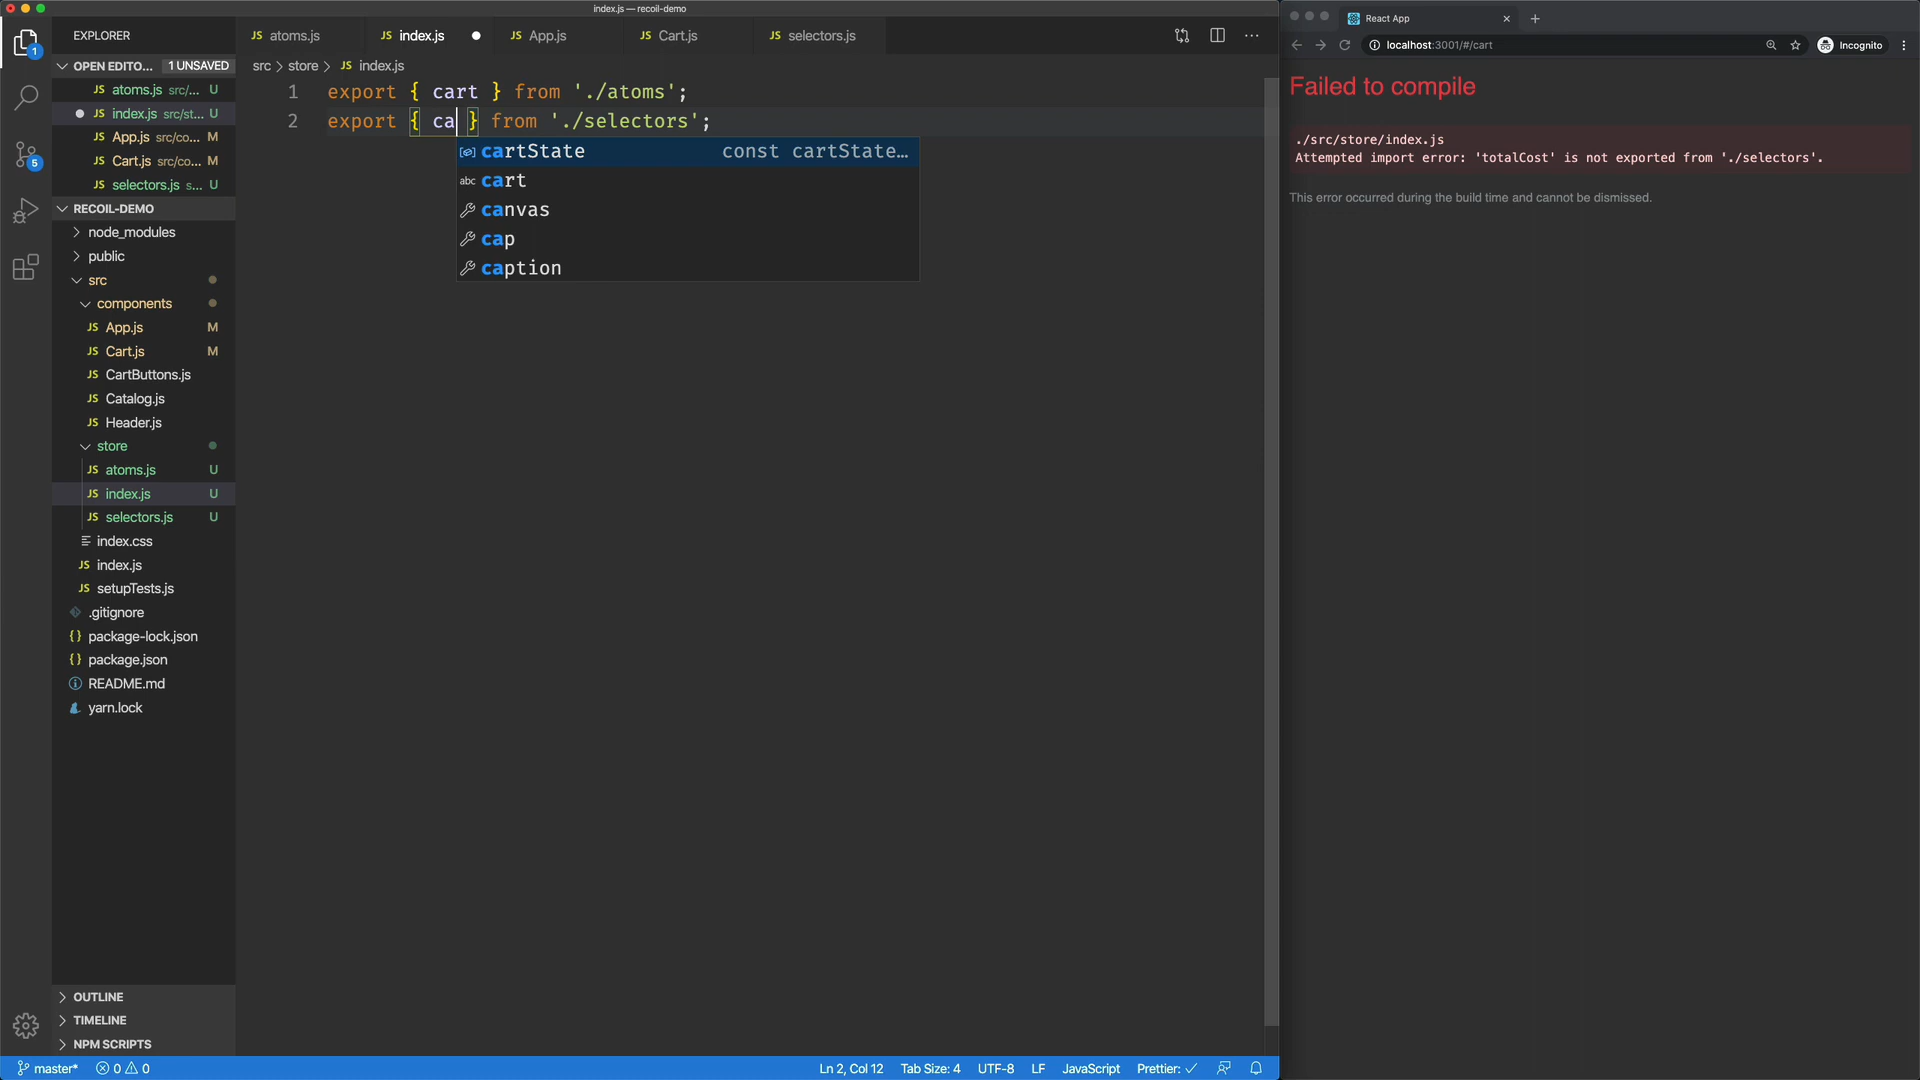 index.js — recoil-demo
EXPLORER
OPEN EDITO... 1 UNSAVED
JS atoms.js src/... U
JS index.js src/st... U
JS App.js src/co... M
JS Cart.js src/co... M
JS selectors.js s... U
RECOIL-DEMO
node_modules
public
src
components
JS App.js M
JS Cart.js M
JS CartButtons.js
JS Catalog.js
JS Header.js
store
JS atoms.js U
JS index.js U
JS selectors.js U
index.css
JS index.js
JS setupTests.js
.gitignore
{} package-lock.json
{} package.json
README.md
yarn.lock
OUTLINE
TIMELINE
NPM SCRIPTS
1
5
JS atoms.js JS index.js JS App.js JS Cart.js JS selectors.js
src > store > JS index.js
1 export { cart } from './atoms';
2 export { ca } from './selectors';
cartState const cartState...
abc cart
canvas
cap
caption
master* 0 0 Ln 2, Col 12 Tab Size: 4 UTF-8 LF JavaScript Prettier: ✓
React App
localhost:3001/#/cart Incognito
Failed to compile
./src/store/index.js
Attempted import error: 'totalCost' is not exported from './selectors'.
This error occurred during the build time and cannot be dismissed.